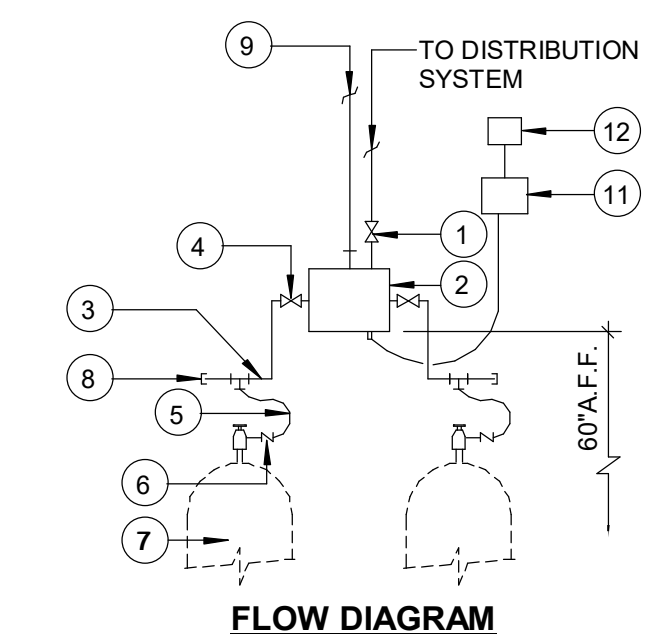 9
TO DISTRIBUTION
SYSTEM
12
11
1
4
2
3
8
60"A.F.F.
5
6
7
FLOW DIAGRAM